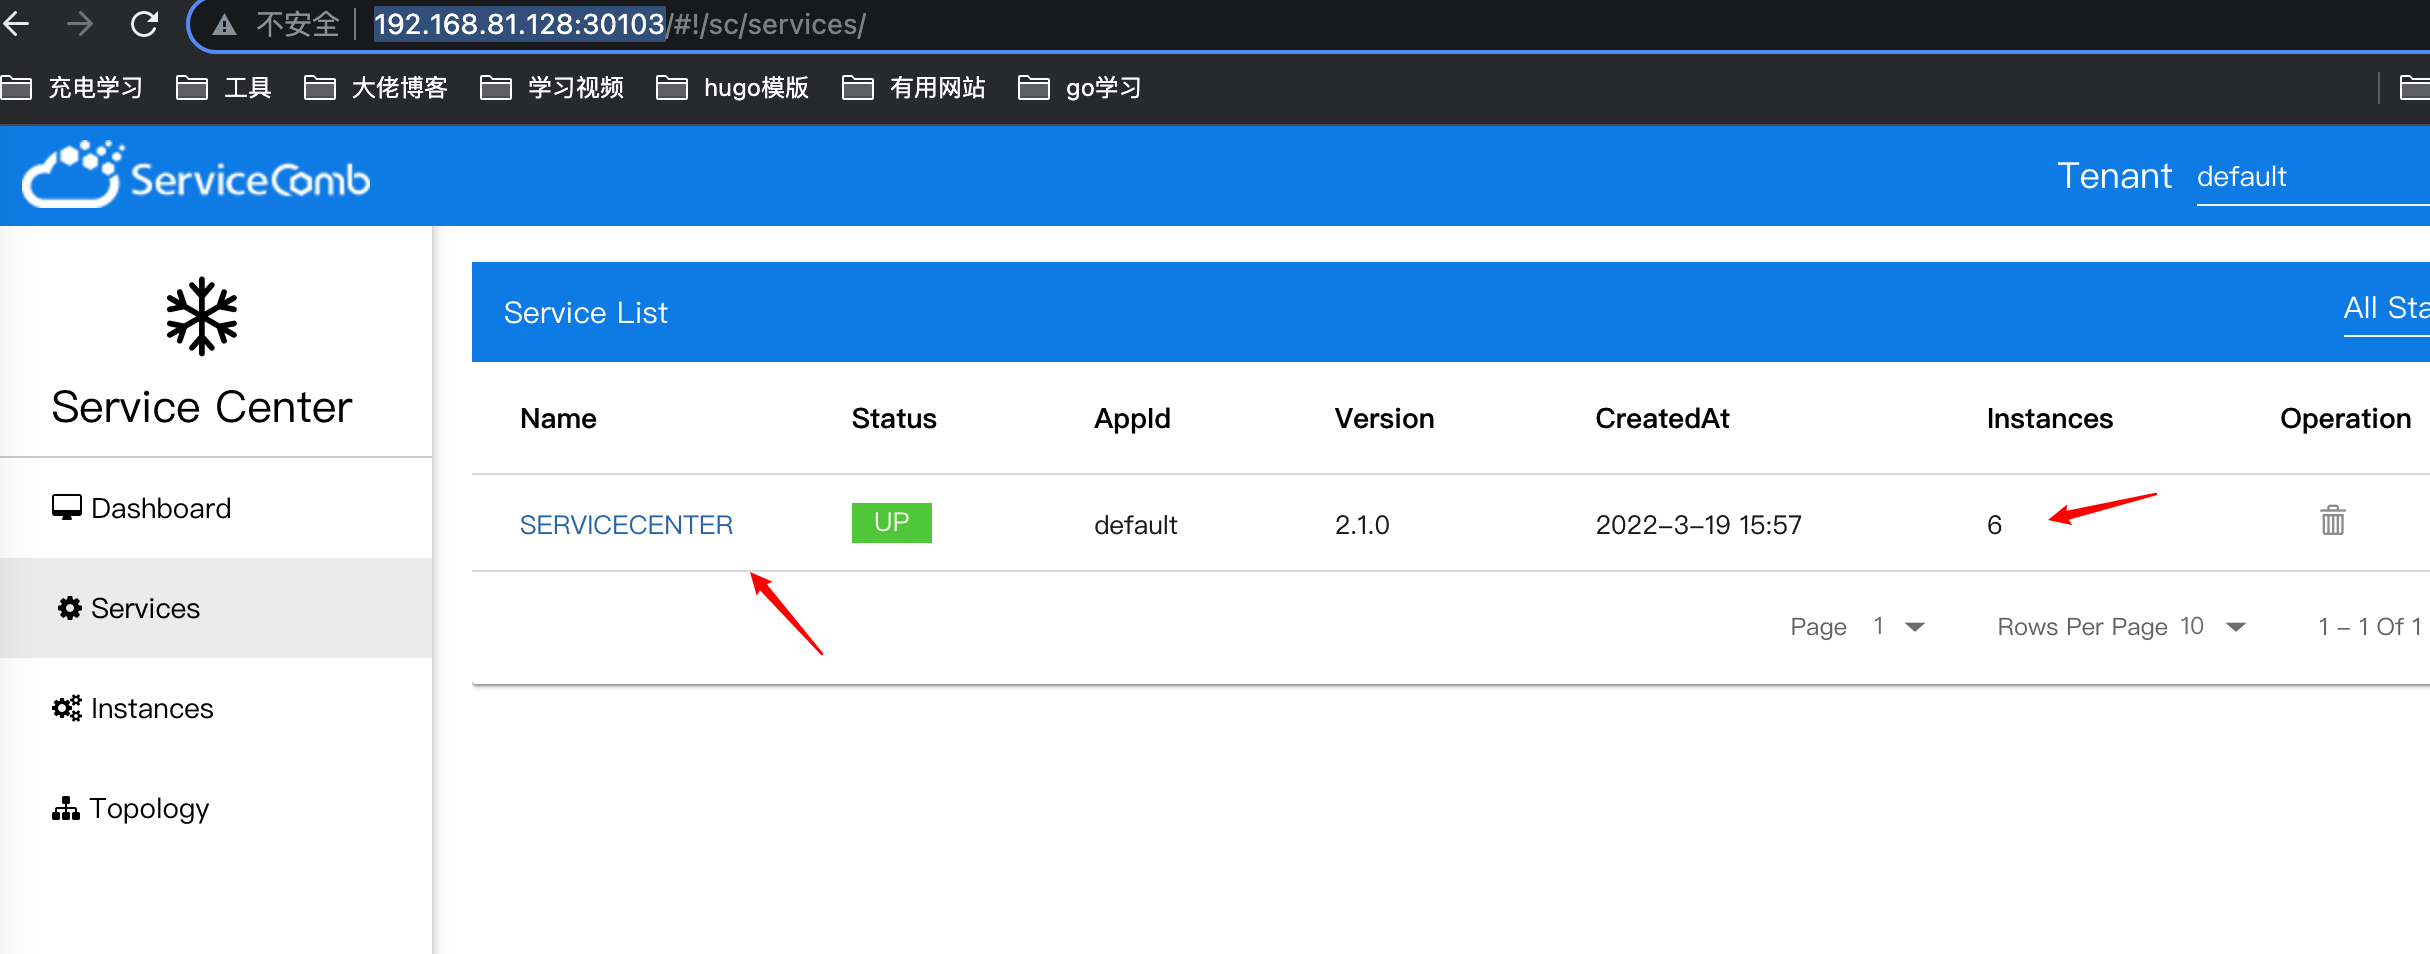 不安全 192.168.81.128:30103/#!/sc/services/
充电学习 工具 大佬博客 学习视频 hugo模版 有用网站 go学习
ServiceComb Tenant default
Service Center
Dashboard
Services
Instances
Topology
Service List All Sta
Name Status AppId Version CreatedAt Instances Operation
SERVICECENTER UP default 2.1.0 2022-3-19 15:57 6
Page 1 Rows Per Page 10 1 - 1 Of 1